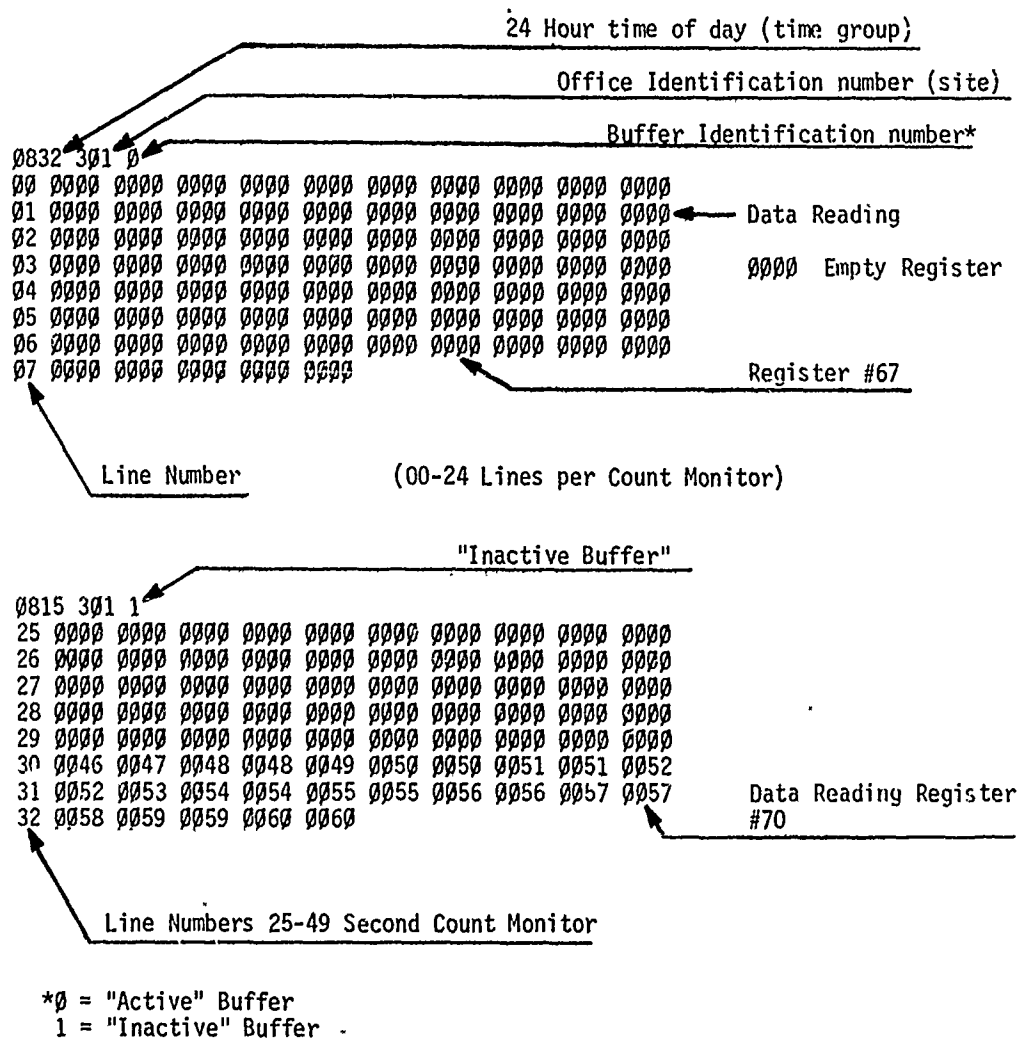 24 Hour time of day (time group)
Office Identification number (site)
Buffer Identification number*
Ø832 3Ø1 Ø
ØØ ØØØØ ØØØØ ØØØØ ØØØØ ØØØØ ØØØØ ØØØØ ØØØØ ØØØØ ØØØØ
Ø1 ØØØØ ØØØØ ØØØØ ØØØØ ØØØØ ØØØØ ØØØØ ØØØØ ØØØØ ØØØØ Data Reading
Ø2 ØØØØ ØØØØ ØØØØ ØØØØ ØØØØ ØØØØ ØØØØ ØØØØ ØØØØ ØØØØ
Ø3 ØØØØ ØØØØ ØØØØ ØØØØ ØØØØ ØØØØ ØØØØ ØØØØ ØØØØ ØØØØ ØØØØ Empty Register
Ø4 ØØØØ ØØØØ ØØØØ ØØØØ ØØØØ ØØØØ ØØØØ ØØØØ ØØØØ ØØØØ
Ø5 ØØØØ ØØØØ ØØØØ ØØØØ ØØØØ ØØØØ ØØØØ ØØØØ ØØØØ ØØØØ
Ø6 ØØØØ ØØØØ ØØØØ ØØØØ ØØØØ ØØØØ ØØØØ ØØØØ ØØØØ ØØØØ
Ø7 ØØØØ ØØØØ ØØØØ ØØØØ ØØØØ Register #67
Line Number (00-24 Lines per Count Monitor)
"Inactive Buffer"
Ø815 3Ø1 1
25 ØØØØ ØØØØ ØØØØ ØØØØ ØØØØ ØØØØ ØØØØ ØØØØ ØØØØ ØØØØ
26 ØØØØ ØØØØ ØØØØ ØØØØ ØØØØ ØØØØ ØØØØ ØØØØ ØØØØ ØØØØ
27 ØØØØ ØØØØ ØØØØ ØØØØ ØØØØ ØØØØ ØØØØ ØØØØ ØØØØ ØØØØ
28 ØØØØ ØØØØ ØØØØ ØØØØ ØØØØ ØØØØ ØØØØ ØØØØ ØØØØ ØØØØ
29 ØØØØ ØØØØ ØØØØ ØØØØ ØØØØ ØØØØ ØØØØ ØØØØ ØØØØ ØØØØ
3Ø ØØ46 ØØ47 ØØ48 ØØ48 ØØ49 ØØ5Ø ØØ5Ø ØØ51 ØØ51 ØØ52
31 ØØ52 ØØ53 ØØ54 ØØ54 ØØ55 ØØ55 ØØ56 ØØ56 ØØ57 ØØ57 Data Reading Register
32 ØØ58 ØØ59 ØØ59 ØØ6Ø ØØ6Ø #70
Line Numbers 25-49 Second Count Monitor
*Ø = "Active" Buffer
1 = "Inactive" Buffer